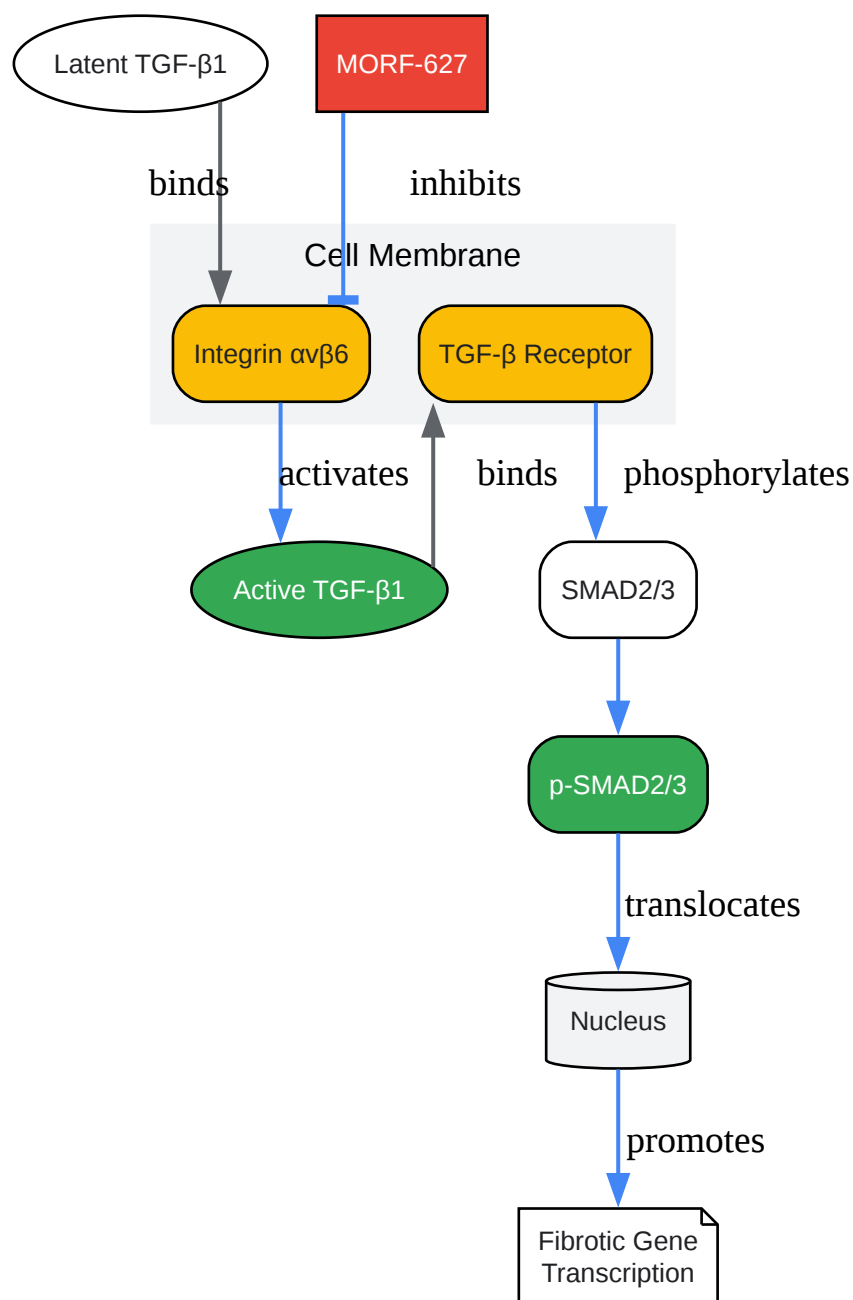 Latent TGF-β1
MORF-627
binds
inhibits
Cell Membrane
Integrin αvβ6
TGF-β Receptor
activates
binds
phosphorylates
Active TGF-β1
SMAD2/3
p-SMAD2/3
translocates
Nucleus
promotes
Fibrotic Gene
Transcription